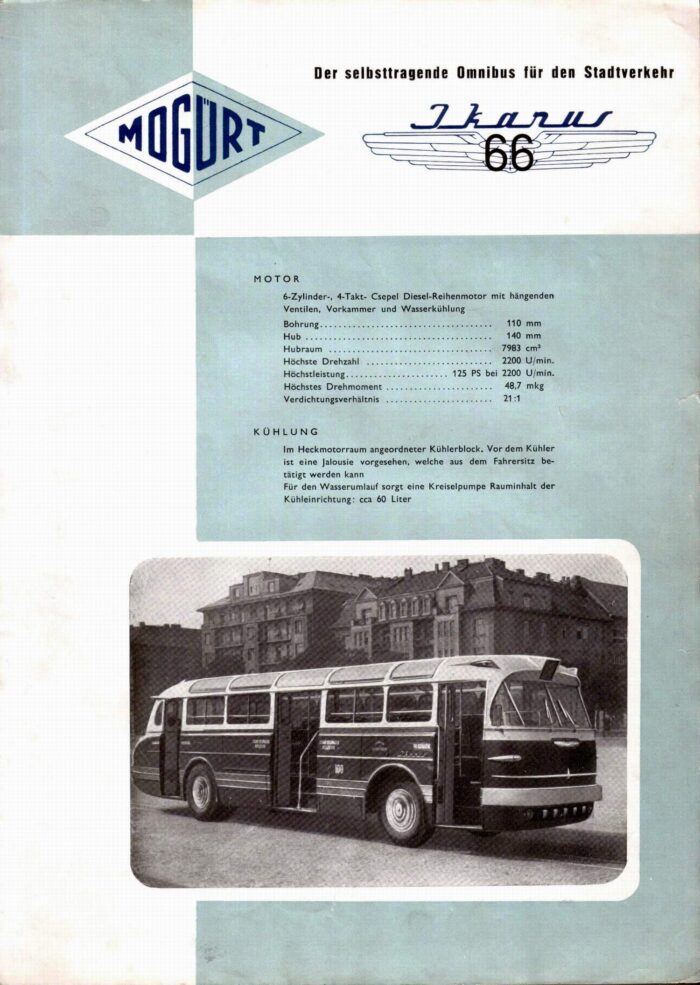 Der selbsttragende Omnibus für den Stadtverkehr
MOGÜRT
Ikarus
66
MOTOR
6-Zylinder-, 4-Takt- Csepel Diesel-Reihenmotor mit hängenden
Ventilen, Vorkammer und Wasserkühlung
Bohrung.................................... 110 mm
Hub ....................................... 140 mm
Hubraum ................................... 7983 cm³
Höchste Drehzahl ........................... 2200 U/min.
Höchstleistung..................... 125 PS bei 2200 U/min.
Höchstes Drehmoment ....................... 48,7 mkg
Verdichtungsverhältnis ....................... 21:1
KÜHLUNG
Im Heckmotorraum angeordneter Kühlerblock. Vor dem Kühler
ist eine Jalousie vorgesehen, welche aus dem Fahrersitz be-
tätigt werden kann
Für den Wasserumlauf sorgt eine Kreiselpumpe Rauminhalt der
Kühleinrichtung: cca 60 Liter